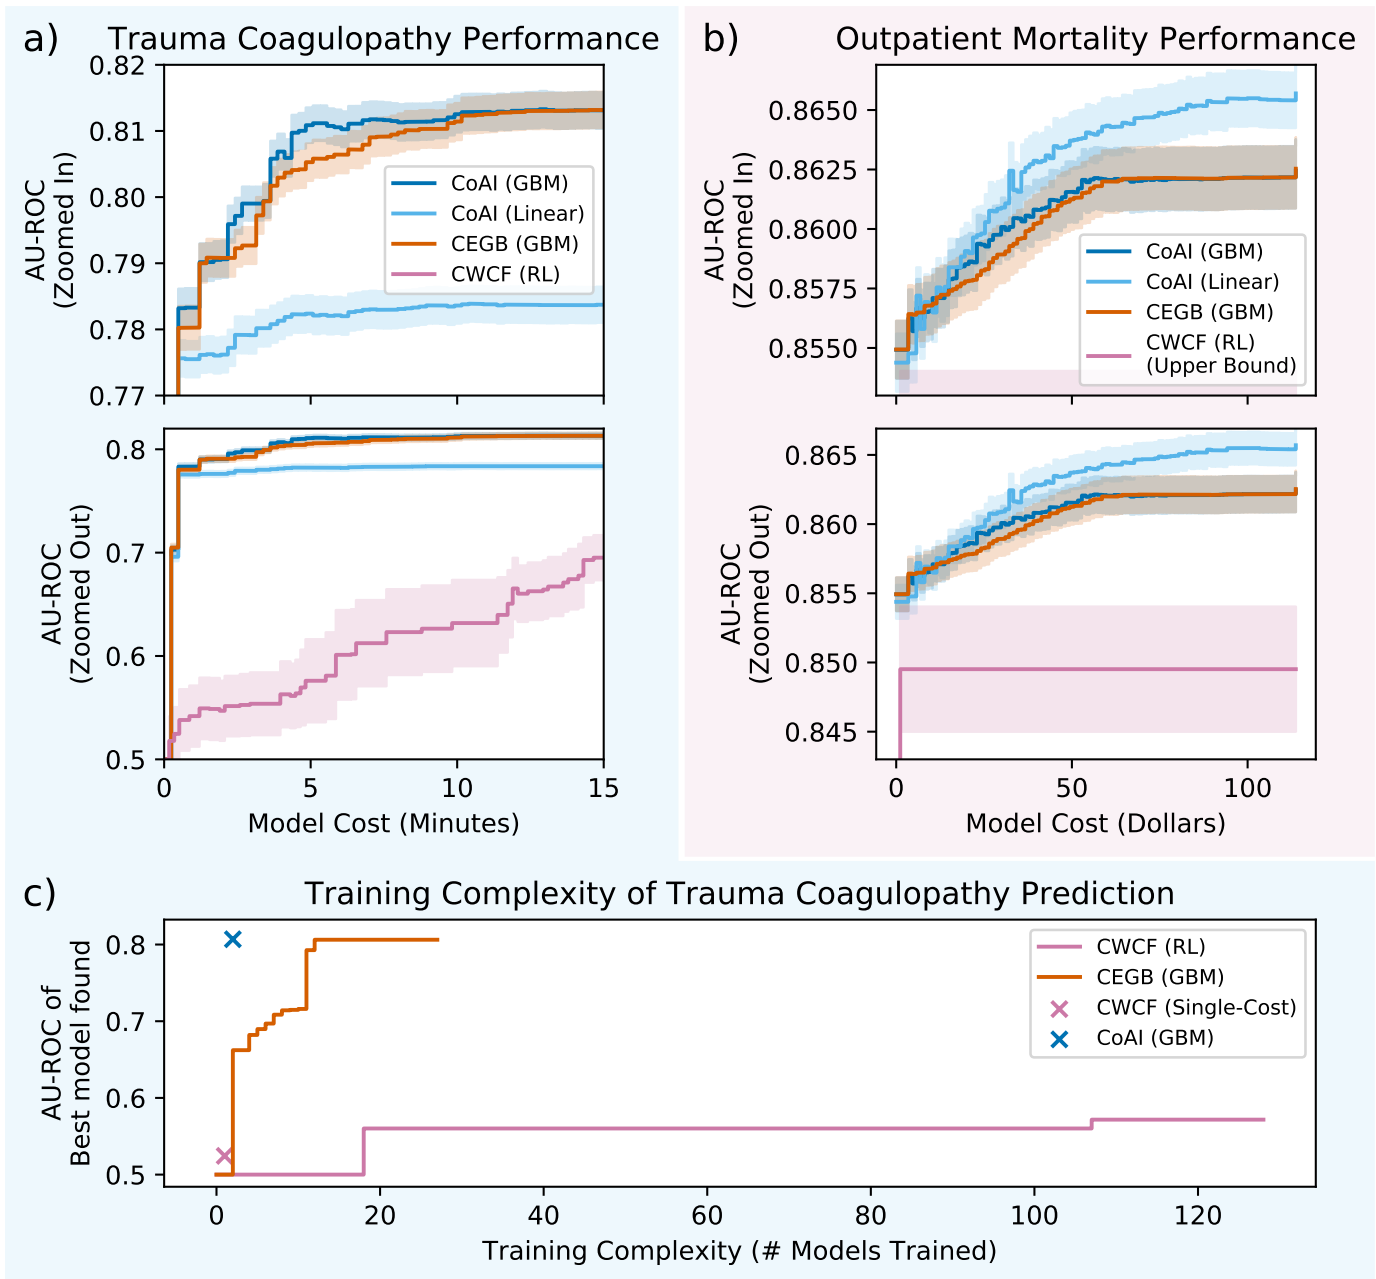 a)
Trauma Coagulopathy Performance
AU-ROC
(Zoomed In)
0.82
0.81
0.80
0.79
0.78
0.77
CoAI (GBM)
CoAI (Linear)
CEGB (GBM)
CWCF (RL)
AU-ROC
(Zoomed Out)
0.8
0.7
0.6
0.5
0
5
10
15
Model Cost (Minutes)
b)
Outpatient Mortality Performance
AU-ROC
(Zoomed In)
0.8650
0.8625
0.8600
0.8575
0.8550
CoAI (GBM)
CoAI (Linear)
CEGB (GBM)
CWCF (RL)
(Upper Bound)
AU-ROC
(Zoomed Out)
0.865
0.860
0.855
0.850
0.845
0
50
100
Model Cost (Dollars)
c)
Training Complexity of Trauma Coagulopathy Prediction
AU-ROC of
Best model found
0.8
0.7
0.6
0.5
CWCF (RL)
CEGB (GBM)
CWCF (Single-Cost)
CoAI (GBM)
0
20
40
60
80
100
120
Training Complexity (# Models Trained)